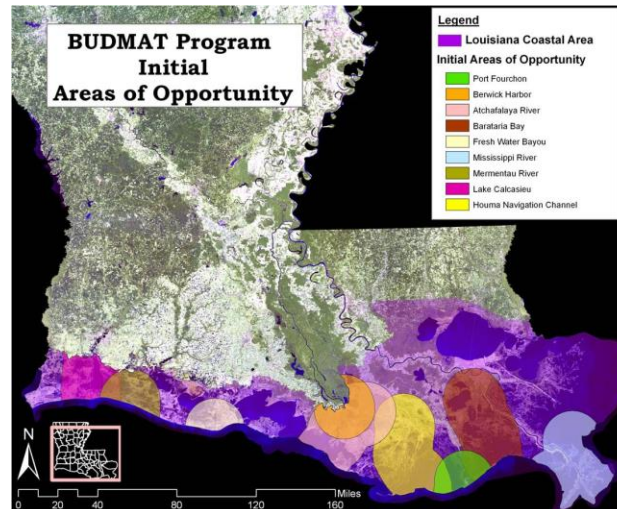 BUDMAT Program
Initial
Areas of Opportunity
Legend
Louisiana Coastal Area
Initial Areas of Opportunity
Port Fourchon
Berwick Harbor
Atchafalaya River
Barataria Bay
Fresh Water Bayou
Mississippi River
Mermentau River
Lake Calcasieu
Houma Navigation Channel
N
0 20 40 80 120 160
Miles